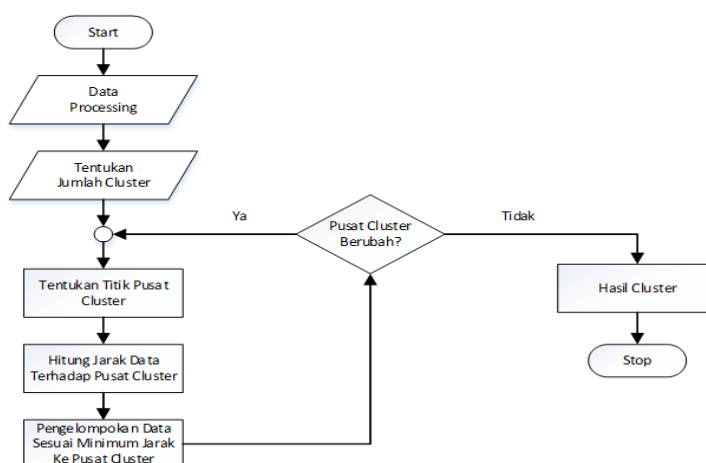 Start
Data
Processing
Tentukan
Jumlah Cluster
Ya
Pusat Cluster
Berubah?
Tidak
Tentukan Titik Pusat
Cluster
Hasil Cluster
Hitung Jarak Data
Terhadap Pusat Cluster
Stop
Pengelompokan Data
Sesuai Minimum Jarak
Ke Pusat Cluster